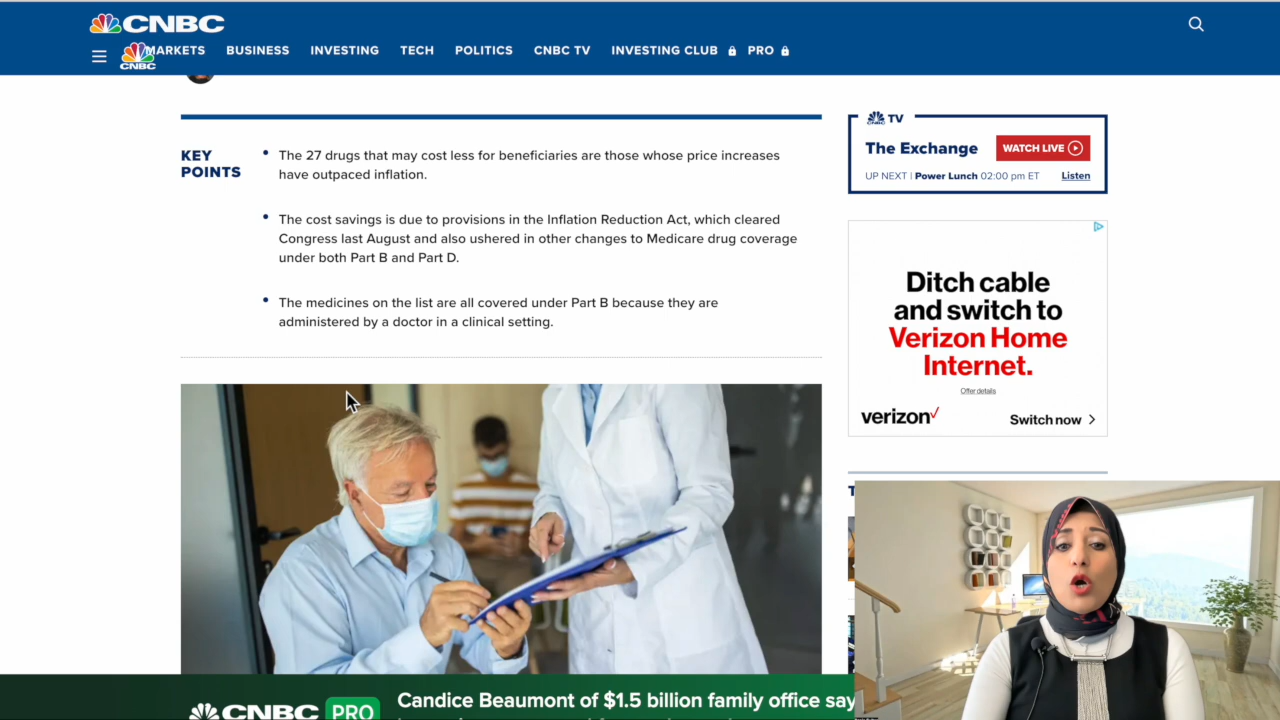 CNBC
MARKETS BUSINESS INVESTING TECH POLITICS CNBC TV INVESTING CLUB PRO
CNBC
KEY POINTS
The 27 drugs that may cost less for beneficiaries are those whose price increases
have outpaced inflation.
The cost savings is due to provisions in the Inflation Reduction Act, which cleared
Congress last August and also ushered in other changes to Medicare drug coverage
under both Part B and Part D.
The medicines on the list are all covered under Part B because they are
administered by a doctor in a clinical setting.
CNBC TV
The Exchange
WATCH LIVE
UP NEXT | Power Lunch 02:00 pm ET Listen
Ditch cable
and switch to
Verizon Home
Internet.
Offer details
verizon
Switch now
CNBC PRO
Candice Beaumont of $1.5 billion family office say